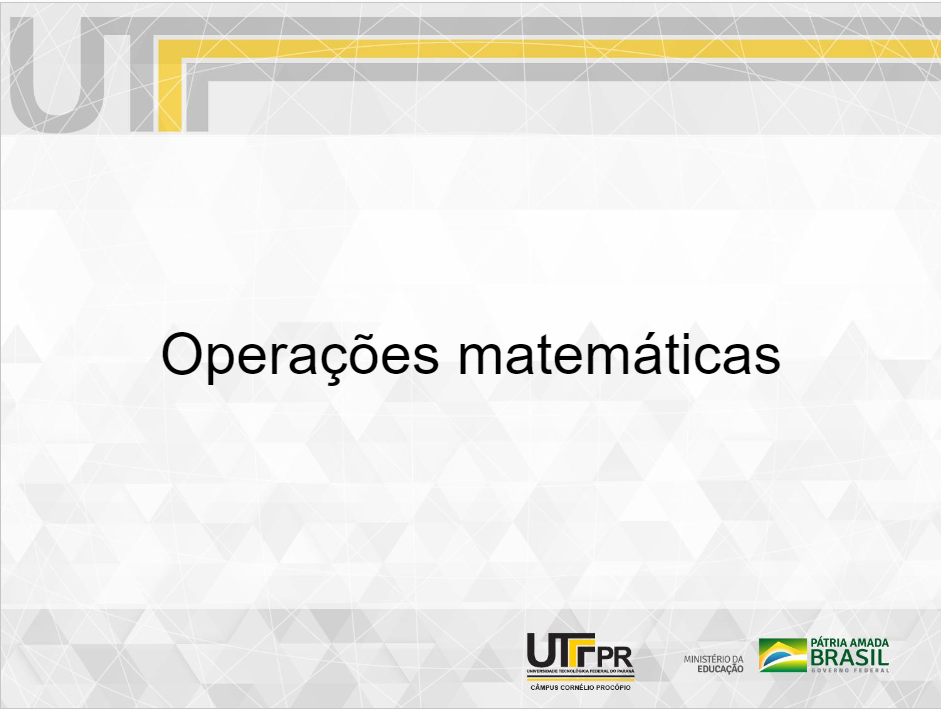 UTF
Operações matemáticas
UTFPR
UNIVERSIDADE TECNOLÓGICA FEDERAL DO PARANÁ
CÂMPUS CORNÉLIO PROCÓPIO
MINISTÉRIO DA
EDUCAÇÃO
PÁTRIA AMADA
BRASIL
GOVERNO FEDERAL